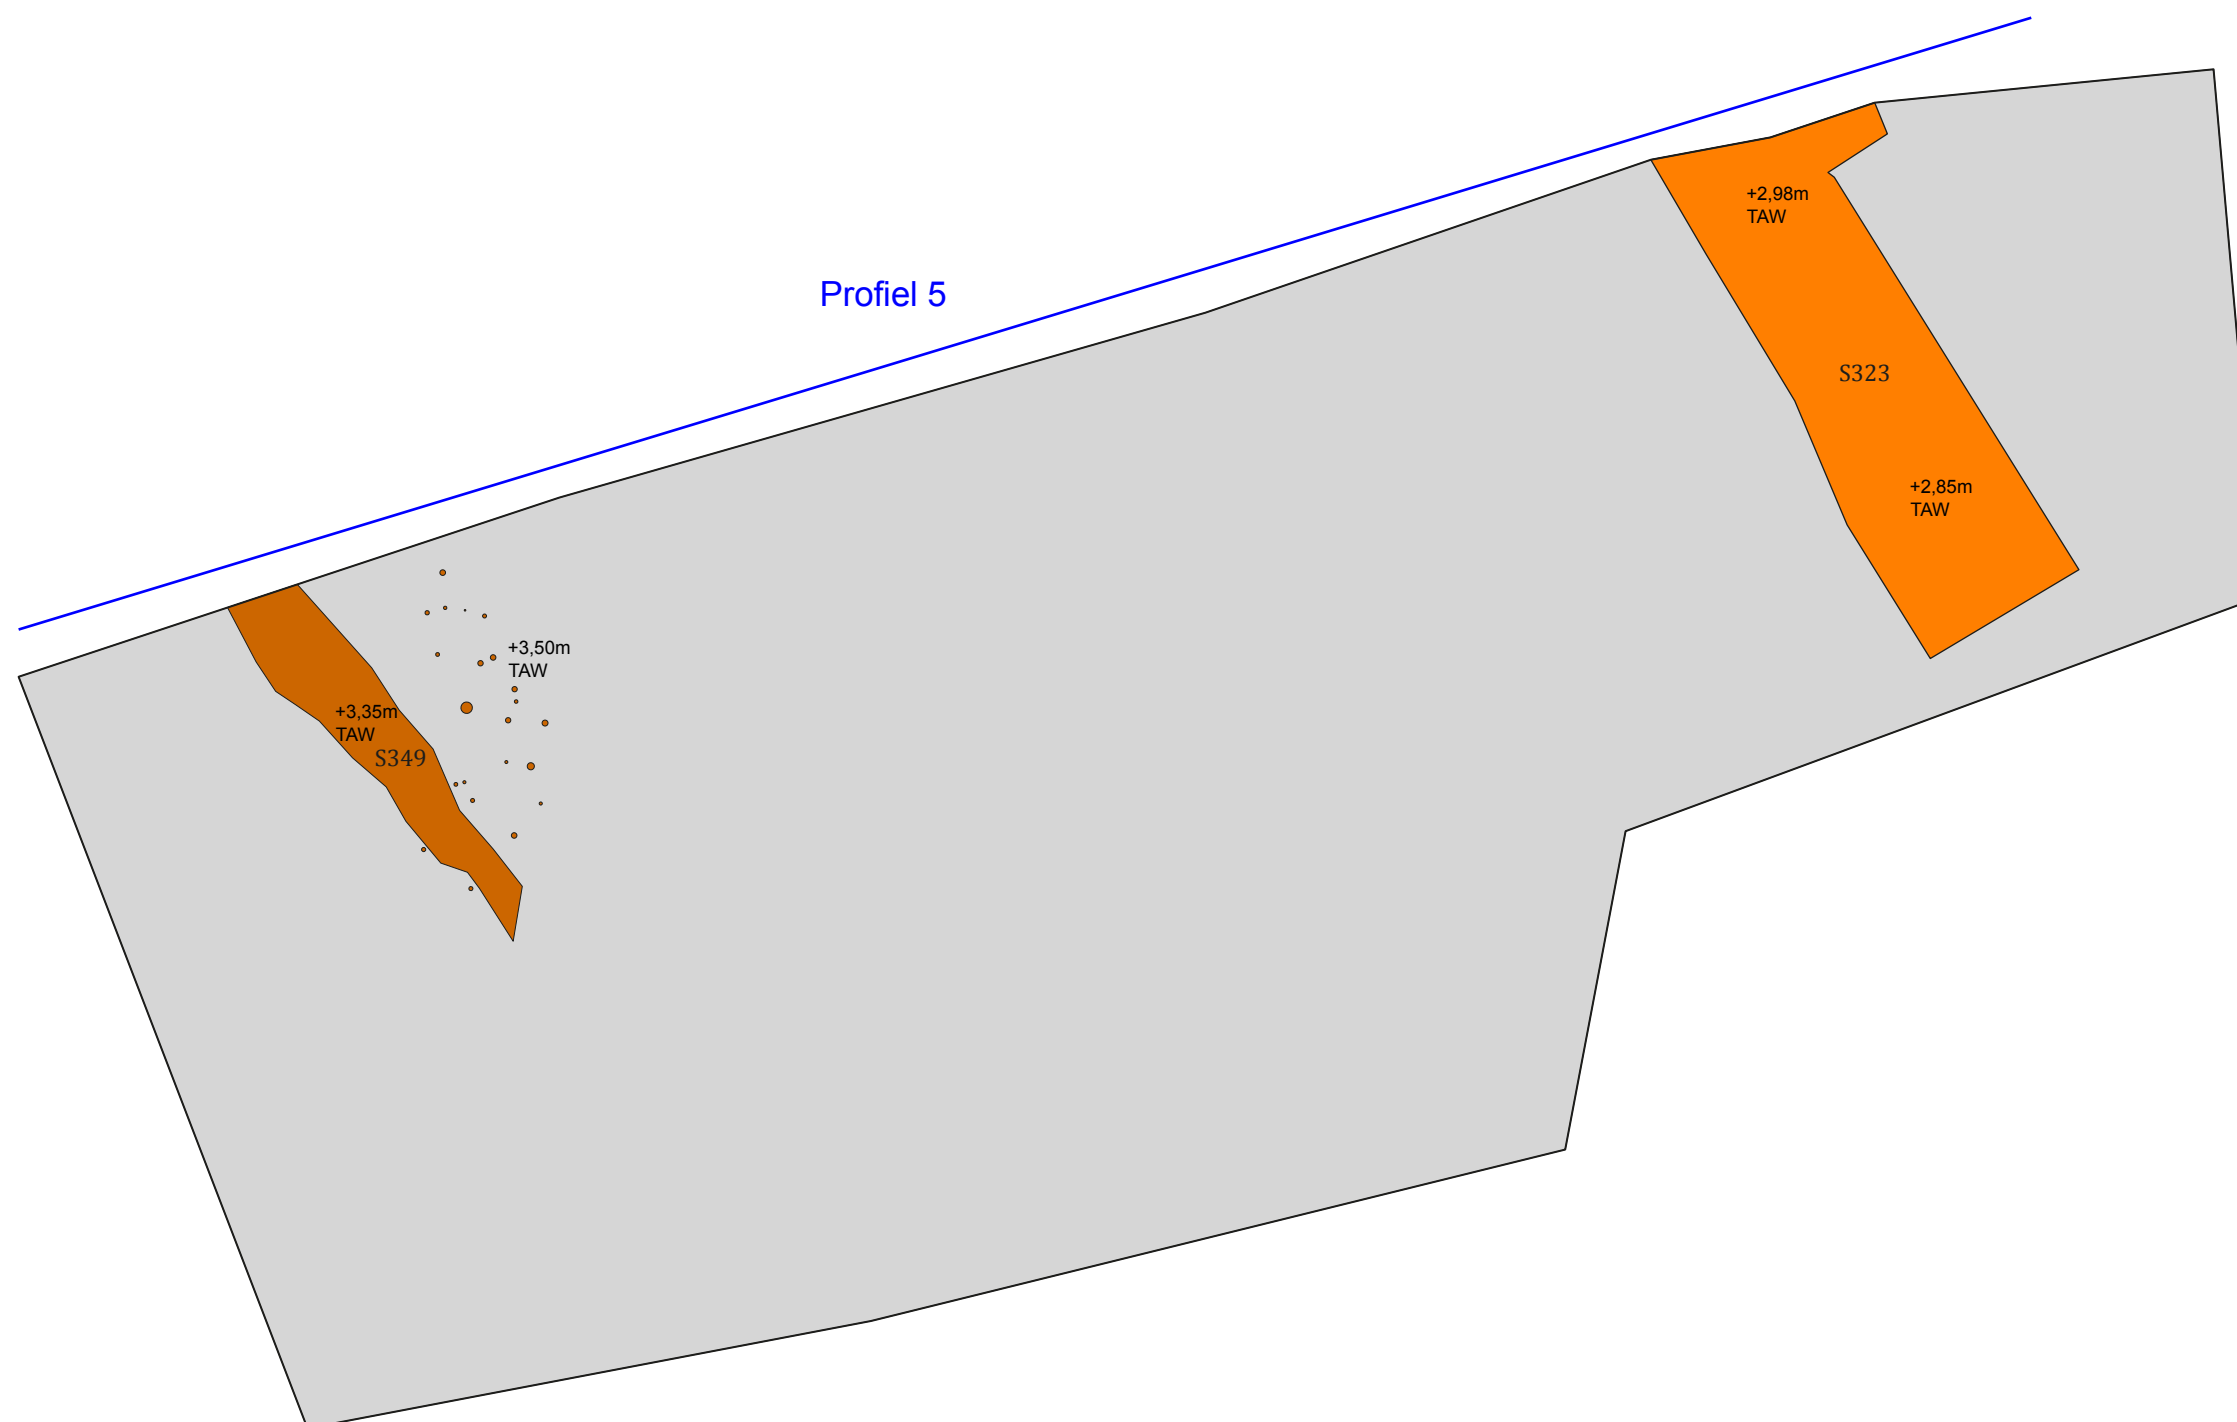 +2,98m
TAW
Profiel 5
S323
+2,85m
TAW
+3,50m
TAW
+3,35m
TAW
S349